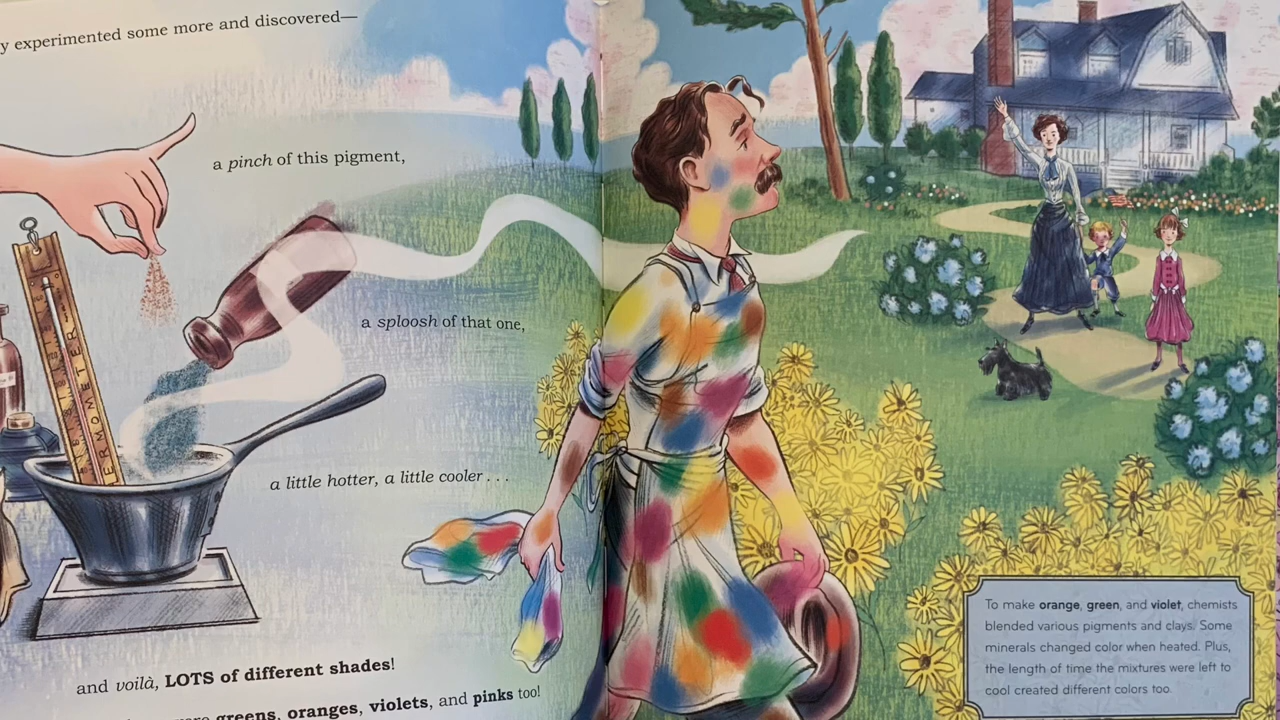 y experimented some more and discovered—
a pinch of this pigment,
a sploosh of that one,
THERMOMETER
a little hotter, a little cooler . . .
and voilà, LOTS of different shades!
greens, oranges, violets, and pinks too!
To make orange, green, and violet, chemists
blended various pigments and clays. Some
minerals changed color when heated. Plus,
the length of time the mixtures were left to
cool created different colors too.